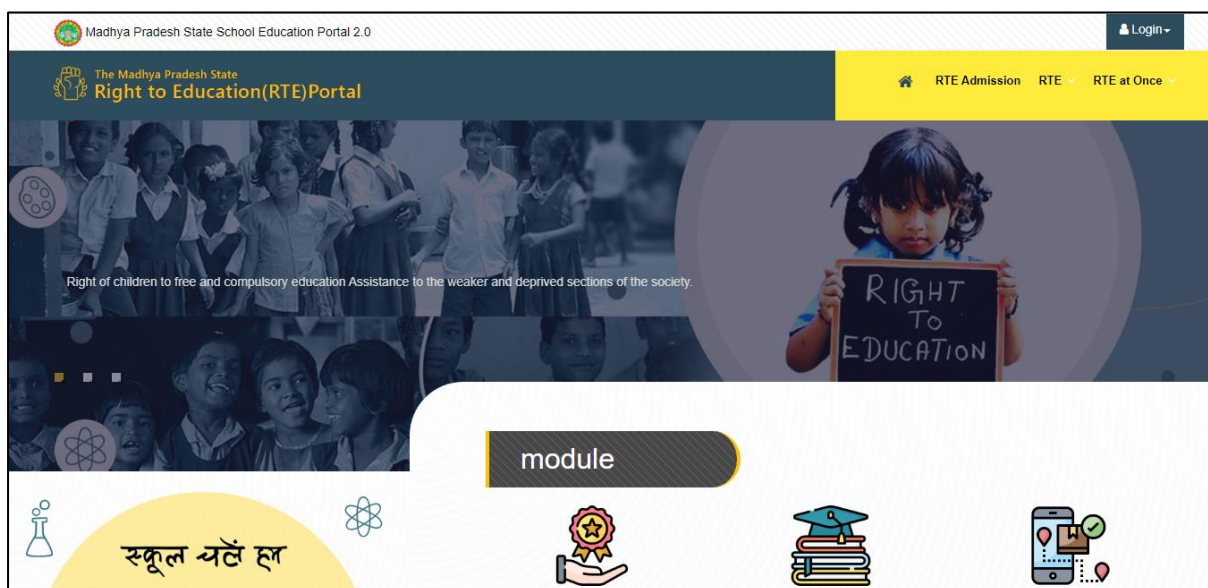 Madhya Pradesh State School Education Portal 2.0
Login
The Madhya Pradesh State
Right to Education(RTE)Portal
RTE Admission RTE RTE at Once
Right of children to free and compulsory education Assistance to the weaker and deprived sections of the society.
RIGHT
TO
EDUCATION
module
स्कूल चलें हम